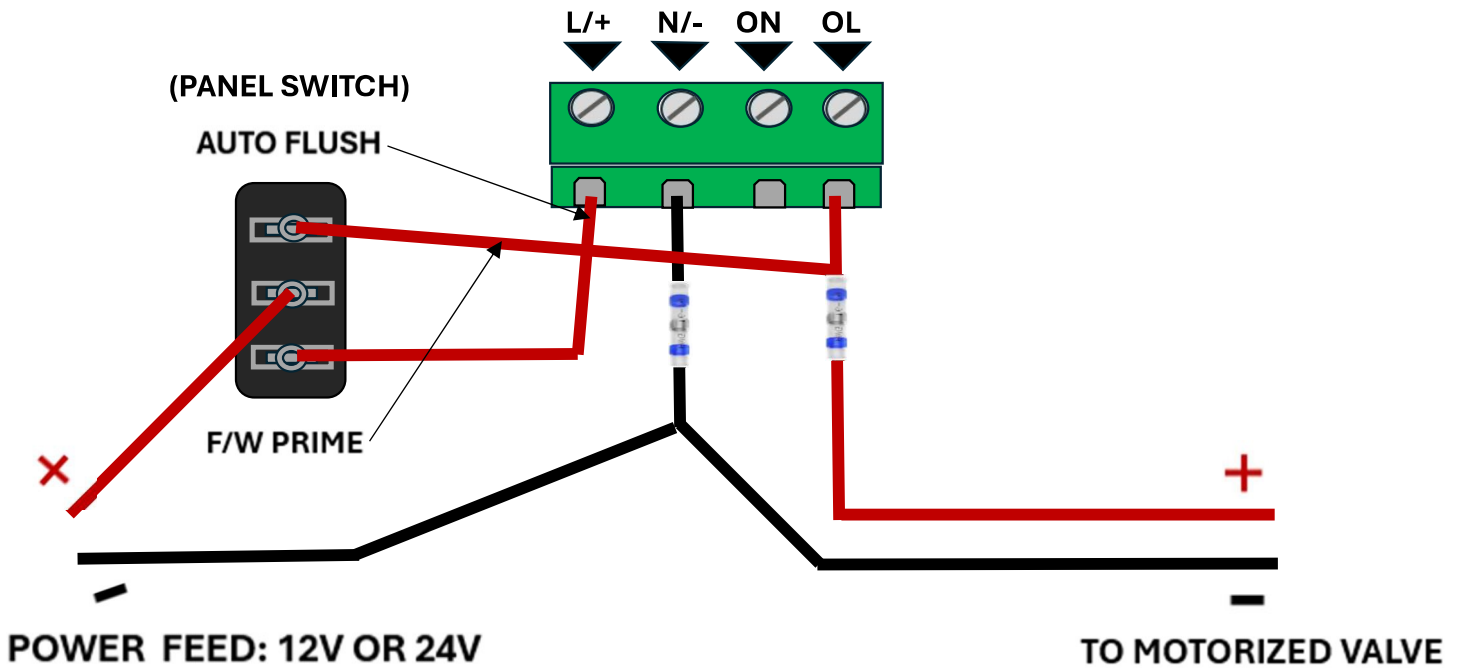 L/+ N/- ON OL
(PANEL SWITCH)
AUTO FLUSH
F/W PRIME
×
+
-
-
POWER FEED: 12V OR 24V
TO MOTORIZED VALVE